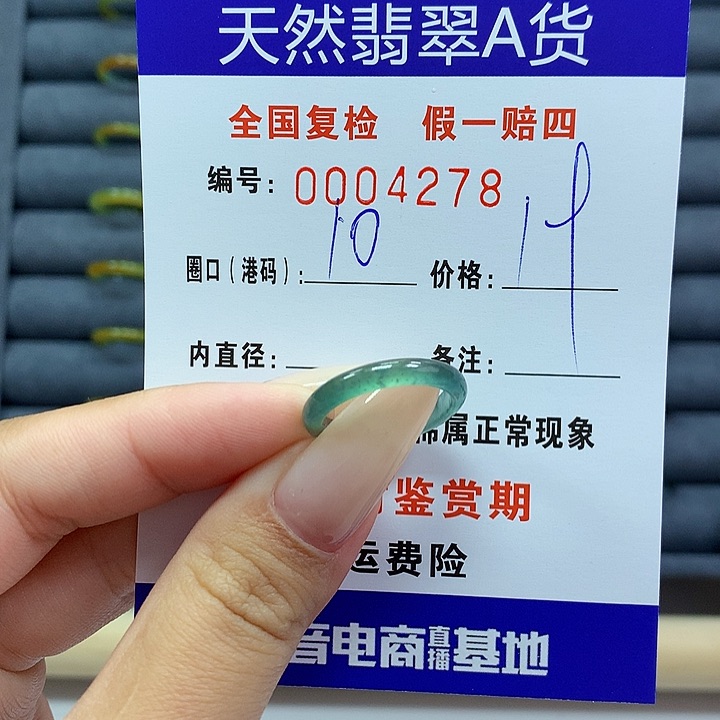 天然翡翠A货
全国复检 假一赔四
编号: 0004278
圈口(港码): 10 价格:
内直径: 备注:
属正常现象
鉴赏期
运费险
音电商直播基地